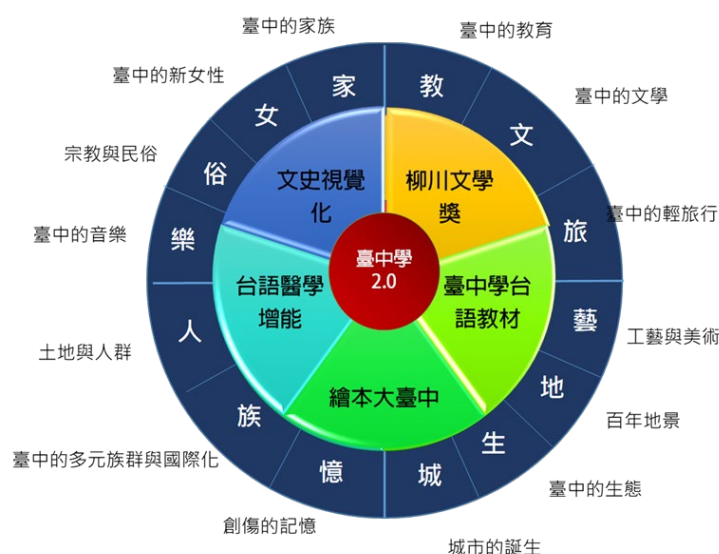 臺中的家族
臺中的教育
臺中的新女性
臺中的文學
宗教與民俗
臺中的輕旅行
臺中的音樂
工藝與美術
土地與人群
百年地景
臺中的多元族群與國際化
臺中的生態
創傷的記憶
城市的誕生
家
教
女
文
俗
旅
樂
藝
人
地
族
生
憶
城
文史視覺
化
柳川文學
獎
台語醫學
增能
臺中學台
語教材
繪本大臺中
臺中學
2.0